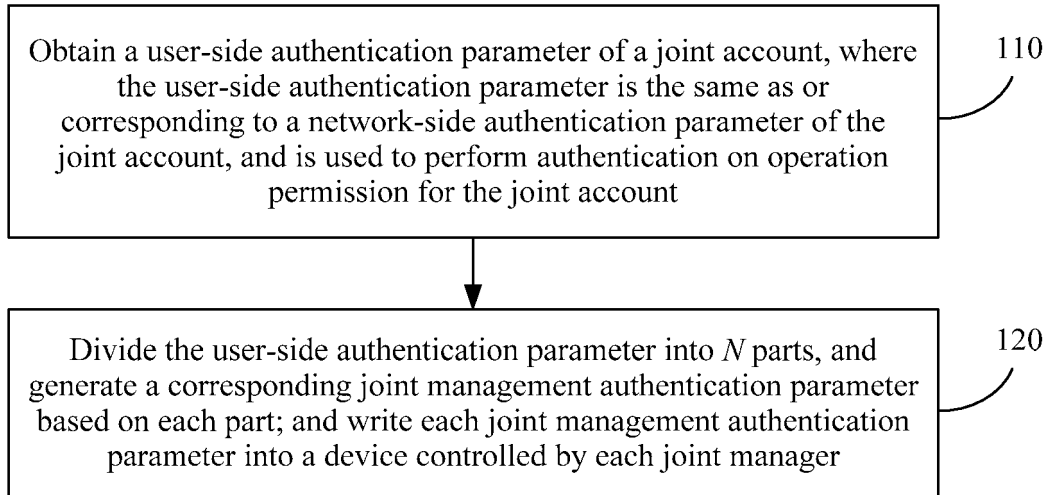 Obtain a user-side authentication parameter of a joint account, where
the user-side authentication parameter is the same as or
corresponding to a network-side authentication parameter of the
joint account, and is used to perform authentication on operation
permission for the joint account
110
Divide the user-side authentication parameter into N parts, and
generate a corresponding joint management authentication parameter
based on each part; and write each joint management authentication
parameter into a device controlled by each joint manager
120